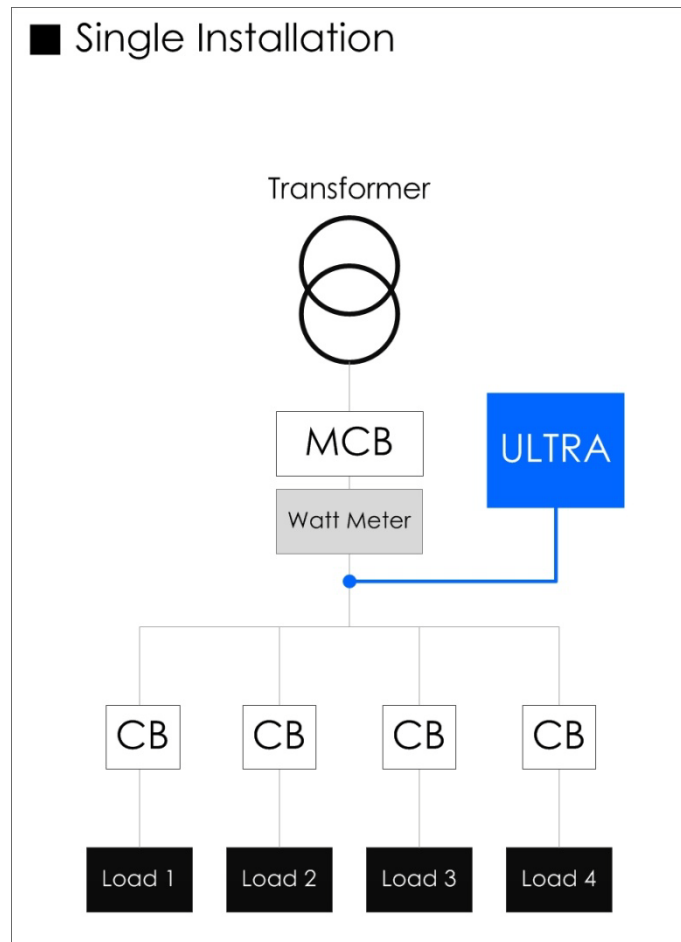 Single Installation
Transformer
MCB
ULTRA
Watt Meter
CB
CB
CB
CB
Load 1
Load 2
Load 3
Load 4